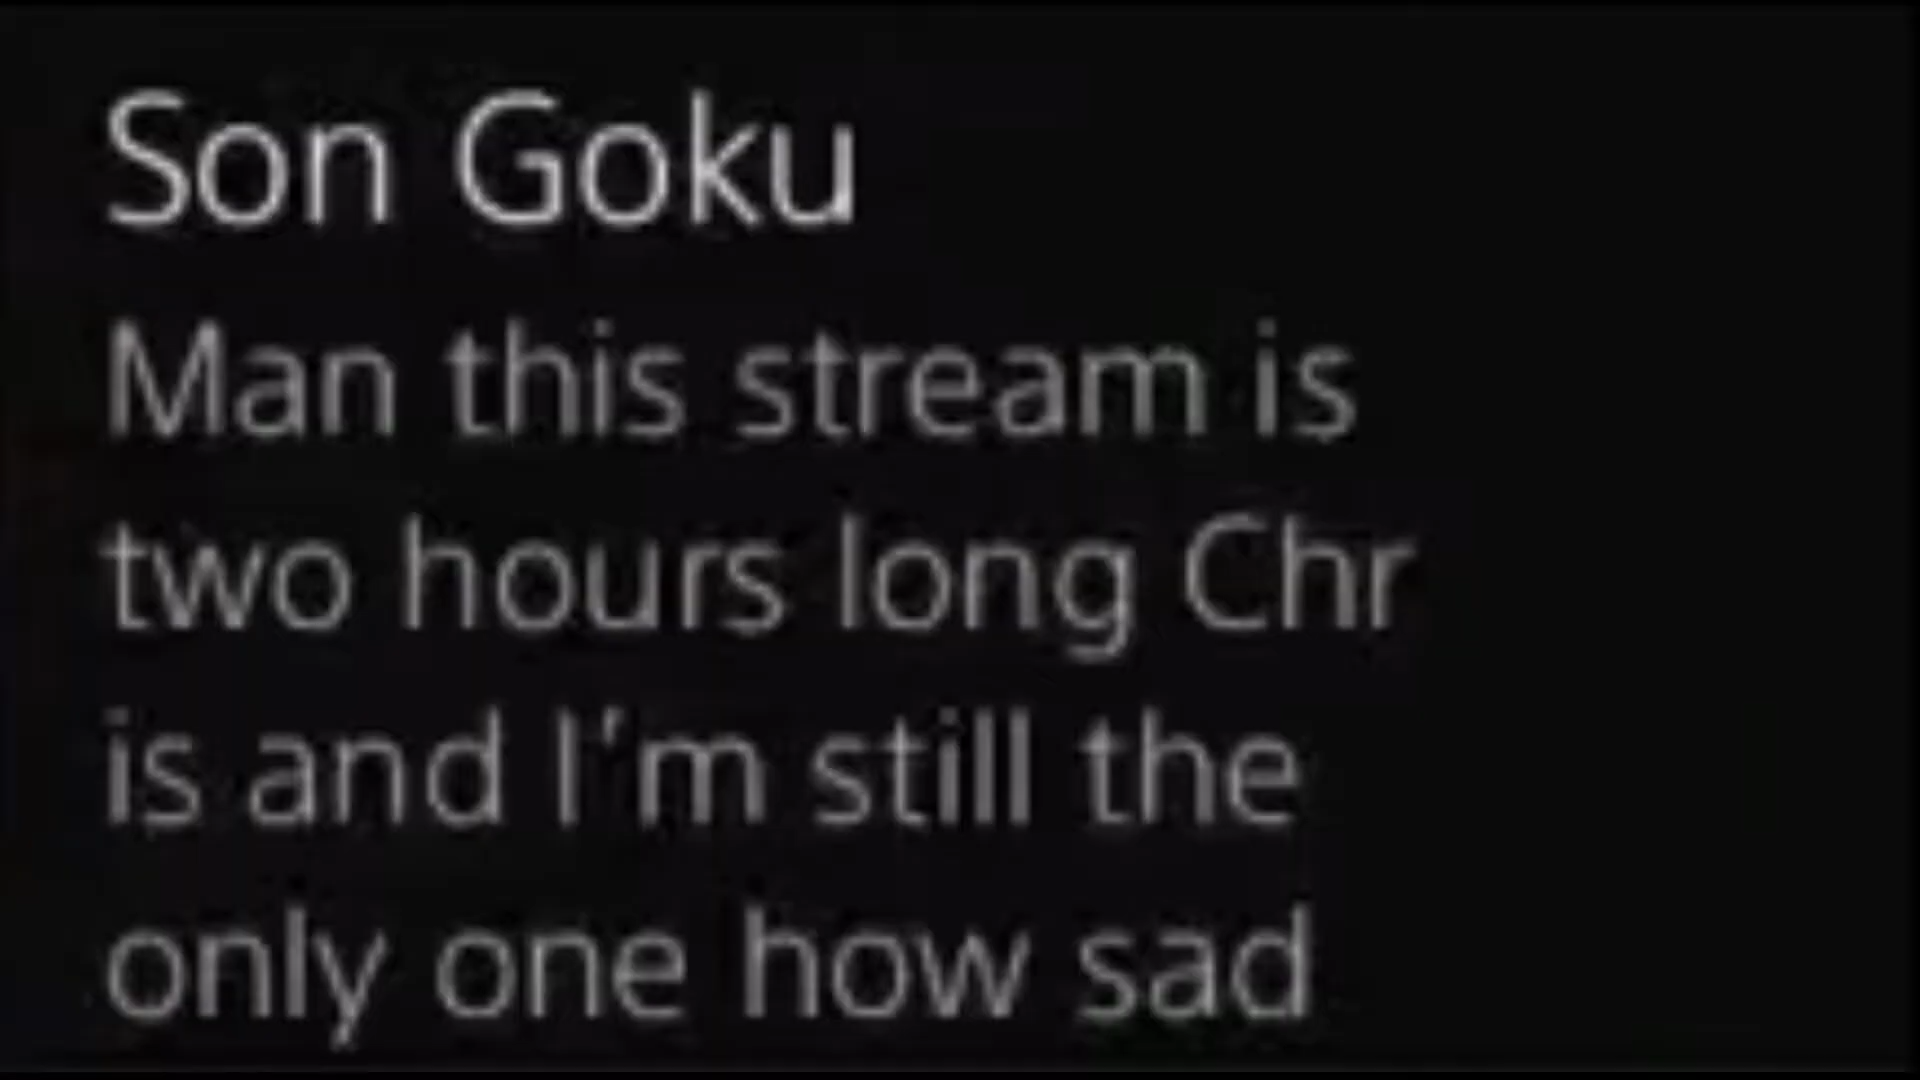 Son Goku
Man this stream is
two hours long Chr
is and I'm still the
only one how sad